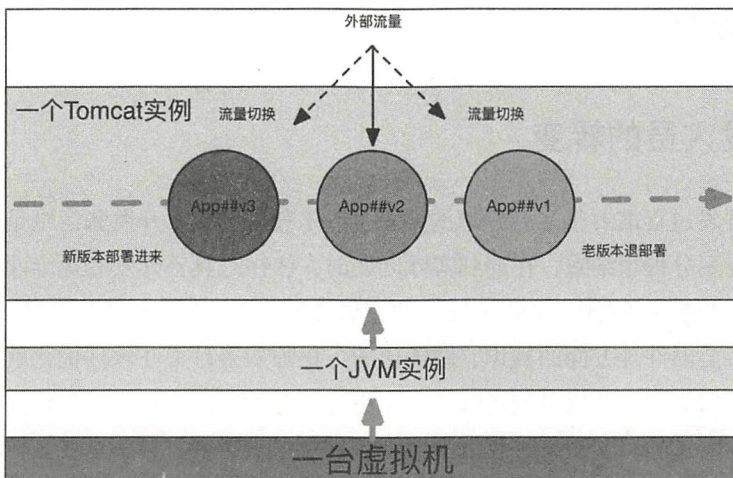 外部流量
一个Tomcat实例
流量切换
流量切换
App##v3
App##v2
App##v1
新版本部署进来
老版本退部署
一个JVM实例
一台虚拟机